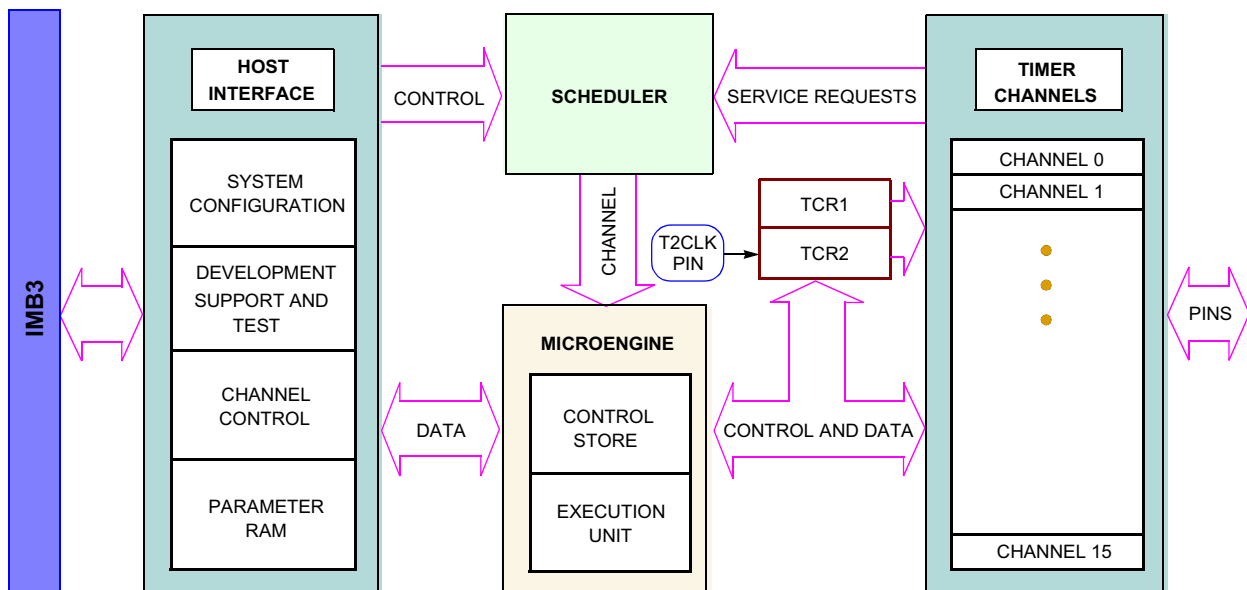 IMB3
HOST
INTERFACE
SYSTEM
CONFIGURATION
DEVELOPMENT
SUPPORT AND
TEST
CHANNEL
CONTROL
PARAMETER
RAM
CONTROL
SCHEDULER
SERVICE REQUESTS
CHANNEL
T2CLK
PIN
TCR1
TCR2
DATA
MICROENGINE
CONTROL
STORE
EXECUTION
UNIT
CONTROL AND DATA
TIMER
CHANNELS
CHANNEL 0
CHANNEL 1
CHANNEL 15
PINS